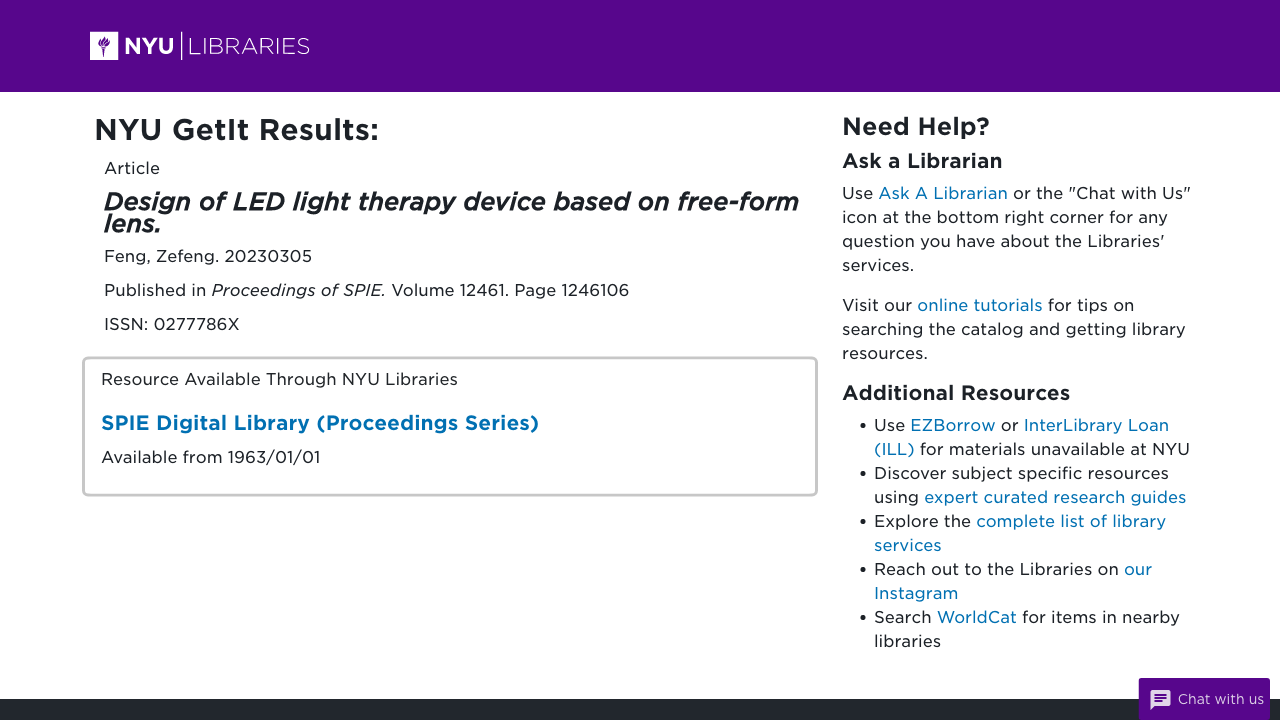 NYU LIBRARIES
NYU GetIt Results:
Article
Design of LED light therapy device based on free-form
lens.
Feng, Zefeng. 20230305
Published in Proceedings of SPIE. Volume 12461. Page 1246106
ISSN: 0277786X
Resource Available Through NYU Libraries
SPIE Digital Library (Proceedings Series)
Available from 1963/01/01
Need Help?
Ask a Librarian
Use Ask A Librarian or the "Chat with Us"
icon at the bottom right corner for any
question you have about the Libraries'
services.
Visit our online tutorials for tips on
searching the catalog and getting library
resources.
Additional Resources
• Use EZBorrow or InterLibrary Loan
(ILL) for materials unavailable at NYU
• Discover subject specific resources
using expert curated research guides
• Explore the complete list of library
services
• Reach out to the Libraries on our
Instagram
• Search WorldCat for items in nearby
libraries
Chat with us